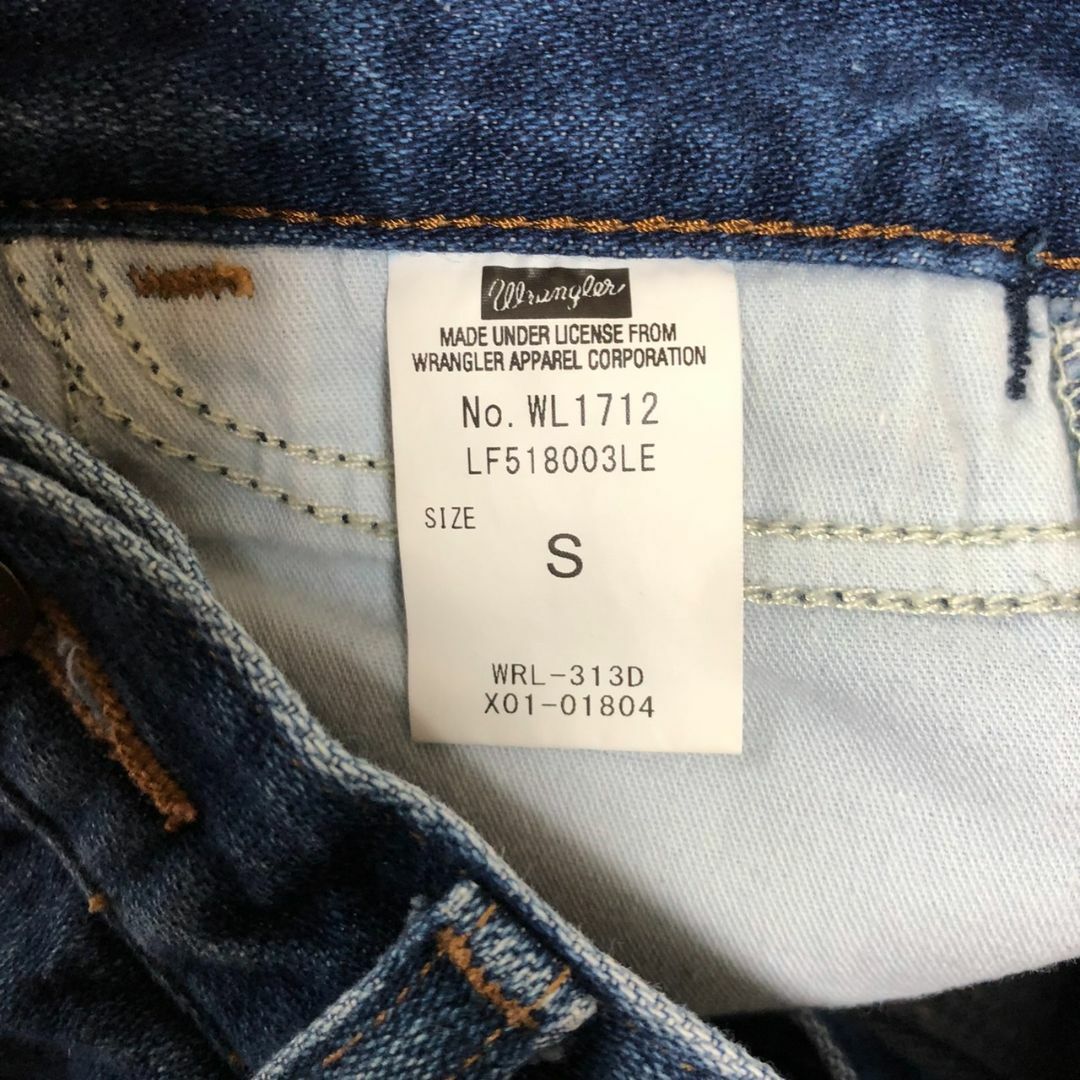 Wrangler
MADE UNDER LICENSE FROM
WRANGLER APPAREL CORPORATION
No. WL1712
LF518003LE
SIZE
S
WRL-313D
X01-01804